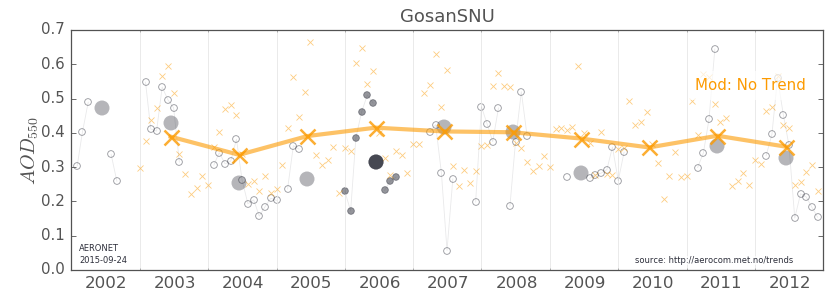 GosanSNU
0.7
0.6
0.5
0.4
0.3
0.2
0.1
0.0
AOD550
Mod: No Trend
AERONET
2015-09-24
source: http://aerocom.met.no/trends
2002 2003 2004 2005 2006 2007 2008 2009 2010 2011 2012